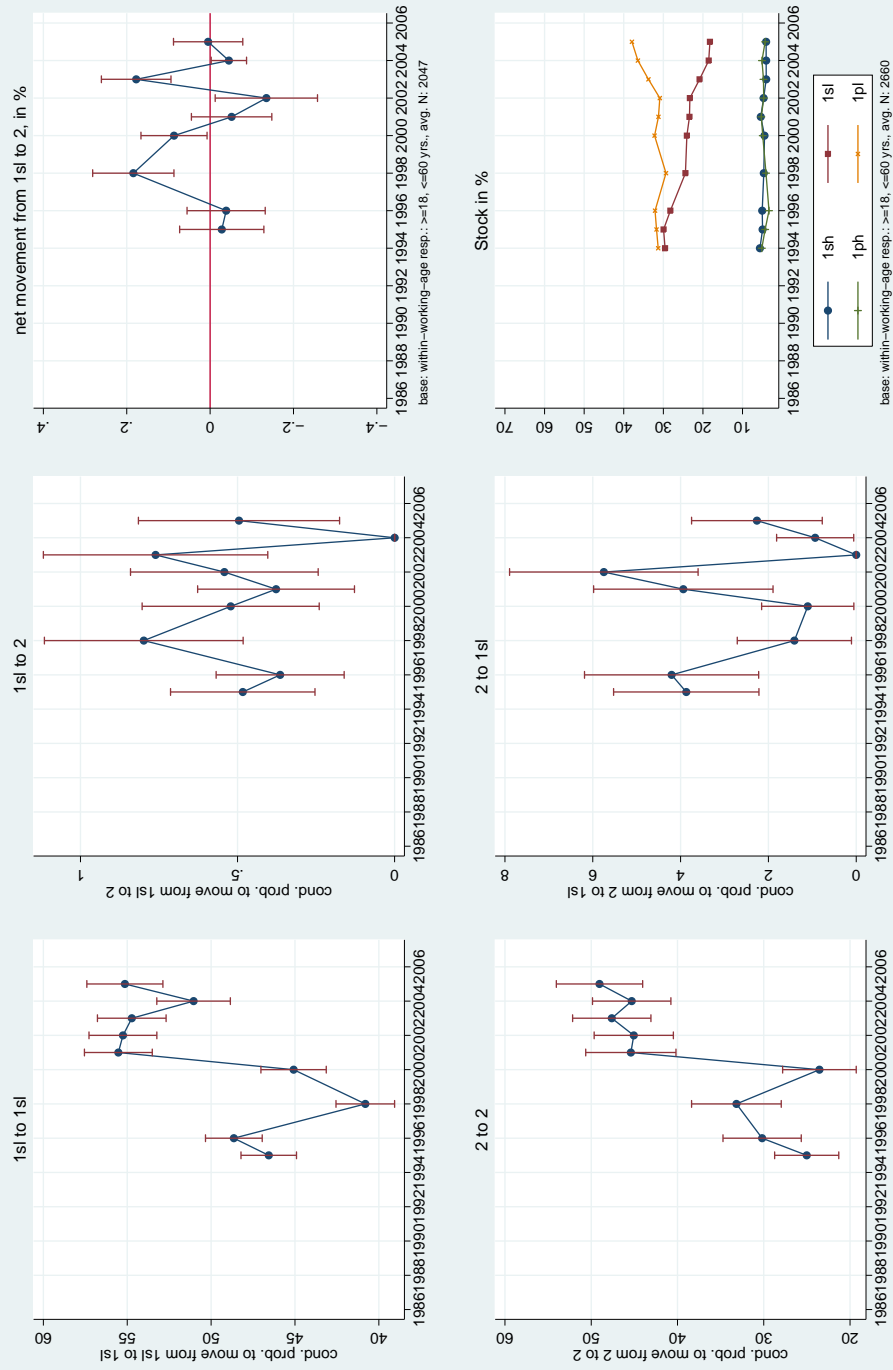 1sl to 1sl
cond. prob. to move from 1sl to 1sl
60
55
50
45
40
19861988199019921994199619982000200220042006
1sl to 2
cond. prob. to move from 1sl to 2
1
.5
0
19861988199019921994199619982000200220042006
net movement from 1sl to 2, in %
.4
.2
0
−.2
−.4
1986 1988 1990 1992 1994 1996 1998 2000 2002 2004 2006
base: within−working−age resp.: >=18, <=60 yrs., avg. N: 2047
2 to 2
cond. prob. to move from 2 to 2
60
50
40
30
20
19861988199019921994199619982000200220042006
2 to 1sl
cond. prob. to move from 2 to 1sl
8
6
4
2
0
19861988199019921994199619982000200220042006
Stock in %
70
60
50
40
30
20
10
1986 1988 1990 1992 1994 1996 1998 2000 2002 2004 2006
1sh 1sl
1ph 1pl
base: within−working−age resp.: >=18, <=60 yrs., avg. N: 2660